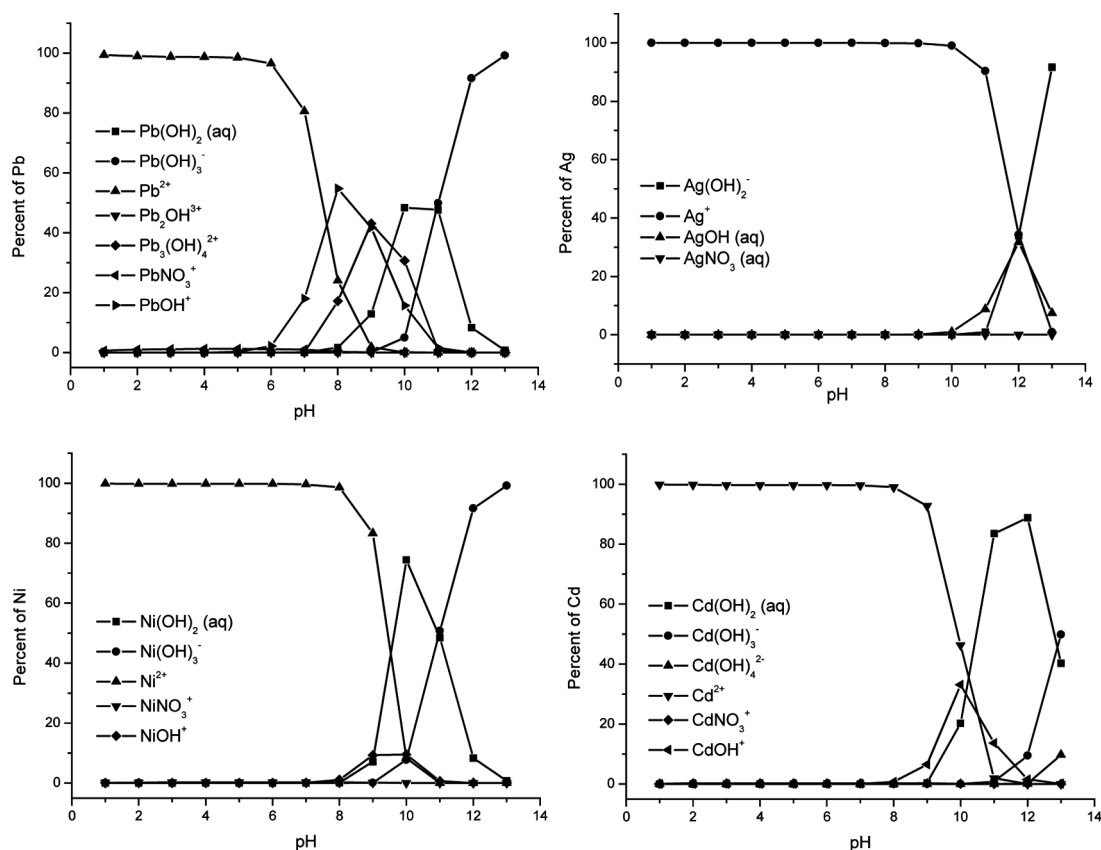 Percent of Pb
100
80
60
40
20
0
Pb(OH)₂ (aq)
Pb(OH)₃⁻
Pb²⁺
Pb₂OH³⁺
Pb₃(OH)₄²⁺
PbNO₃⁺
PbOH⁺
0 2 4 6 8 10 12 14
pH
Percent of Ag
100
80
60
40
20
0
Ag(OH)₂⁻
Ag⁺
AgOH (aq)
AgNO₃ (aq)
0 2 4 6 8 10 12 14
pH
Percent of Ni
100
80
60
40
20
0
Ni(OH)₂ (aq)
Ni(OH)₃⁻
Ni²⁺
NiNO₃⁺
NiOH⁺
0 2 4 6 8 10 12 14
pH
Percent of Cd
100
80
60
40
20
0
Cd(OH)₂ (aq)
Cd(OH)₃⁻
Cd(OH)₄²⁻
Cd²⁺
CdNO₃⁺
CdOH⁺
0 2 4 6 8 10 12 14
pH